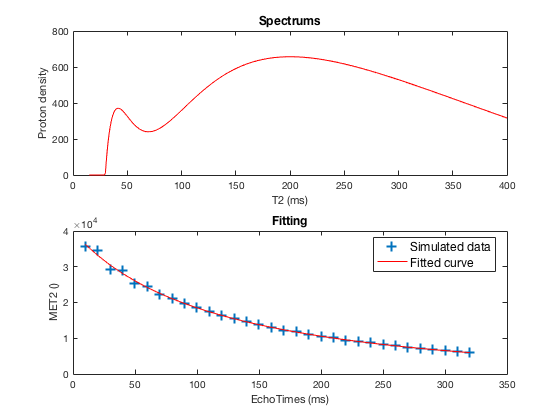 Spectrums
Proton density
800
600
400
200
0
0 50 100 150 200 250 300 350 400
T2 (ms)
Fitting
×10^4
MET2 ()
4
3
2
1
0
Simulated data
Fitted curve
0 50 100 150 200 250 300 350
EchoTimes (ms)